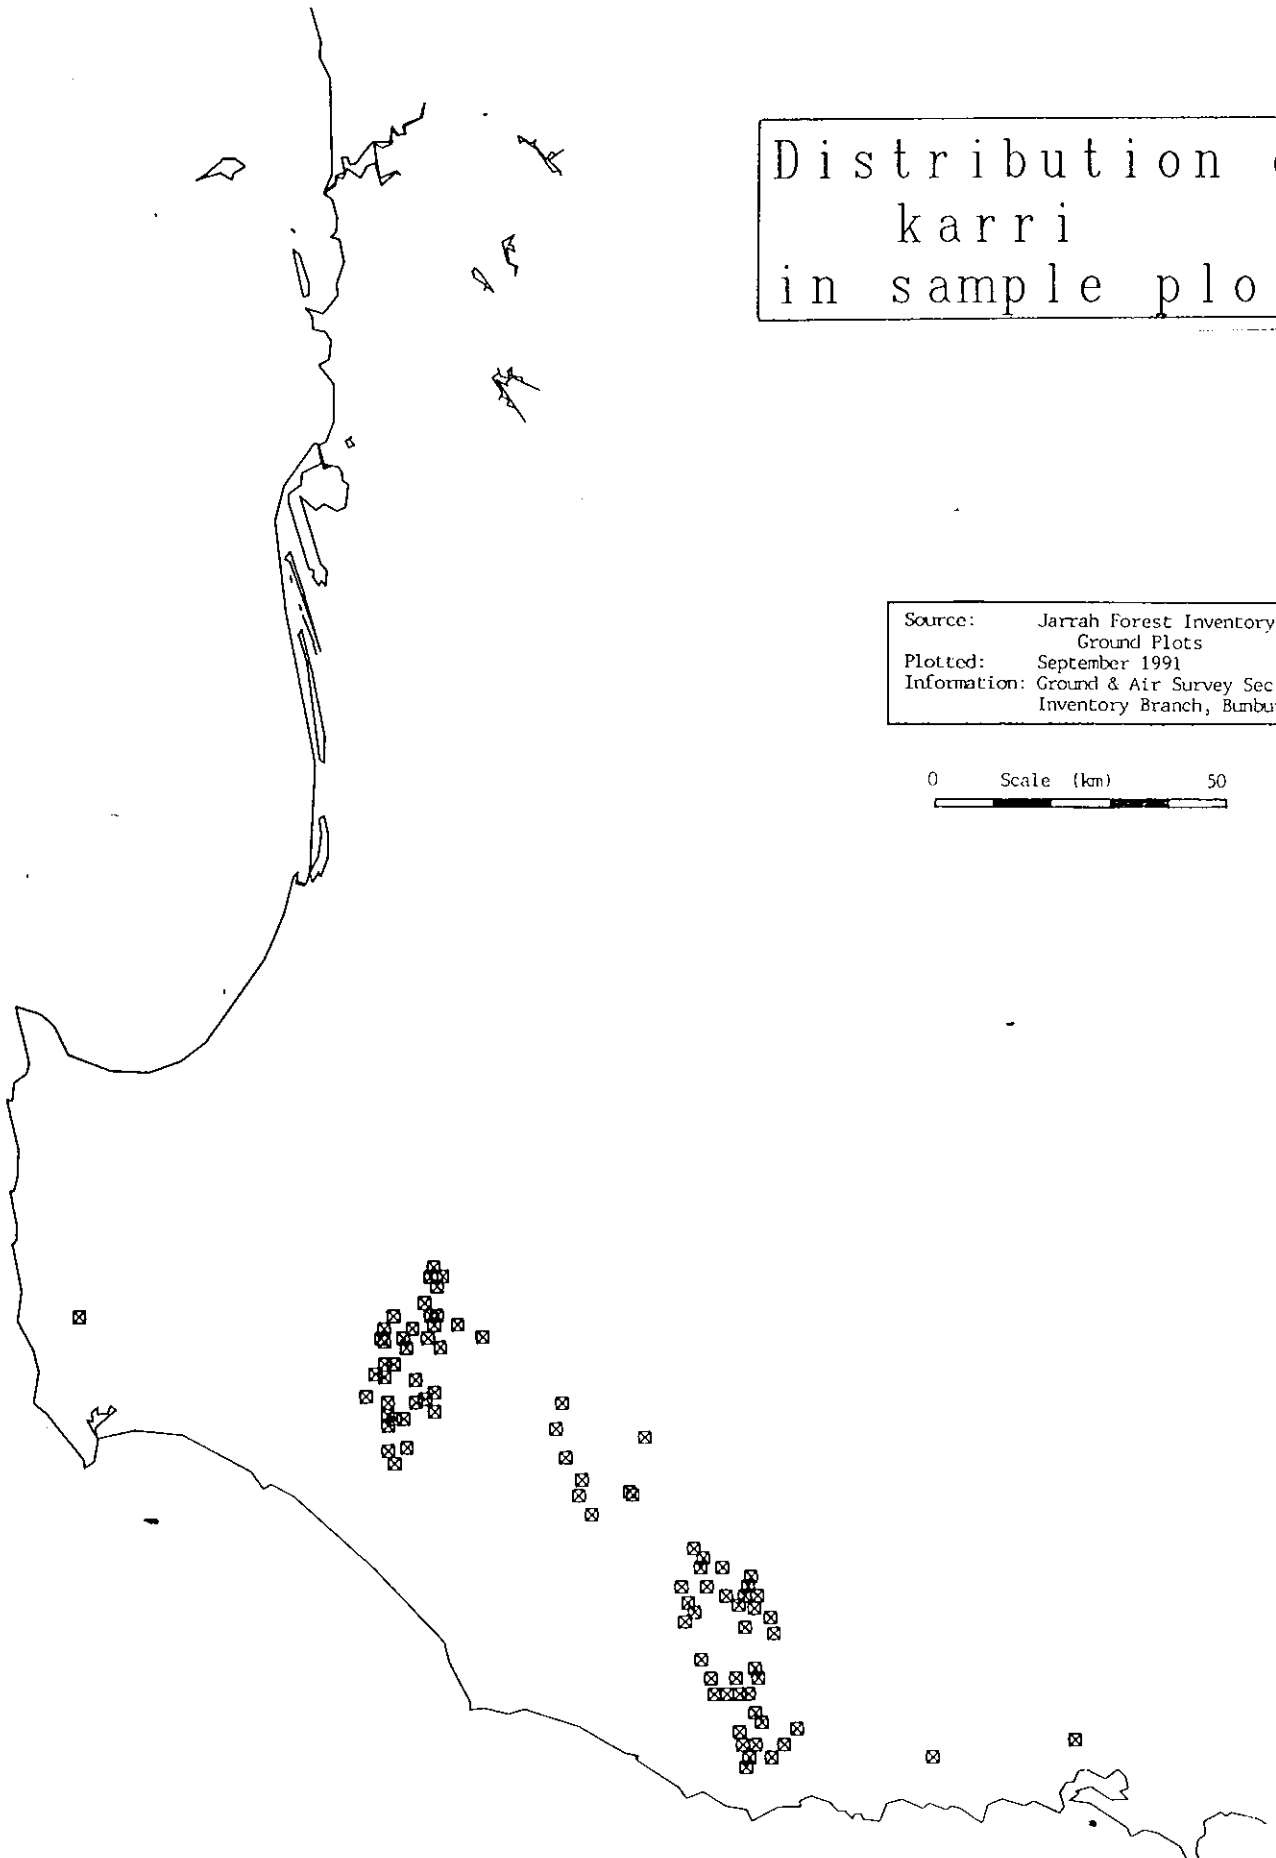 Distribution
karri
in sample plo
Source: Jarrah Forest Inventory
Ground Plots
Plotted: September 1991
Information: Ground & Air Survey Sec
Inventory Branch, Bunbu
0 Scale (km) 50